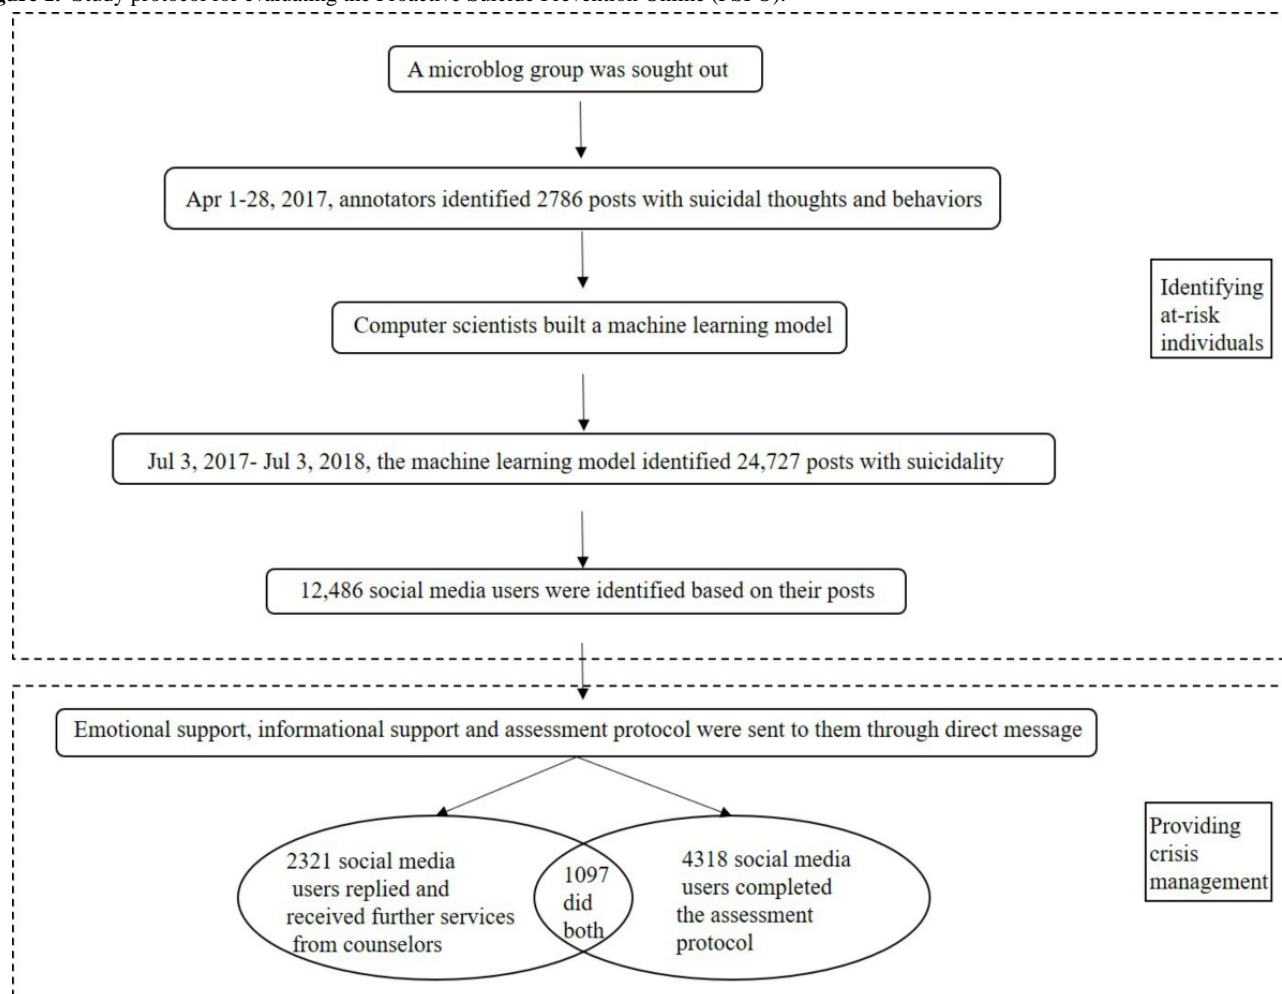 A microblog group was sought out
Apr 1-28, 2017, annotators identified 2786 posts with suicidal thoughts and behaviors
Computer scientists built a machine learning model
Identifying
at-risk
individuals
Jul 3, 2017- Jul 3, 2018, the machine learning model identified 24,727 posts with suicidality
12,486 social media users were identified based on their posts
Emotional support, informational support and assessment protocol were sent to them through direct message
2321 social media
users replied and
received further services
from counselors
1097
did
both
4318 social media
users completed
the assessment
protocol
Providing
crisis
management